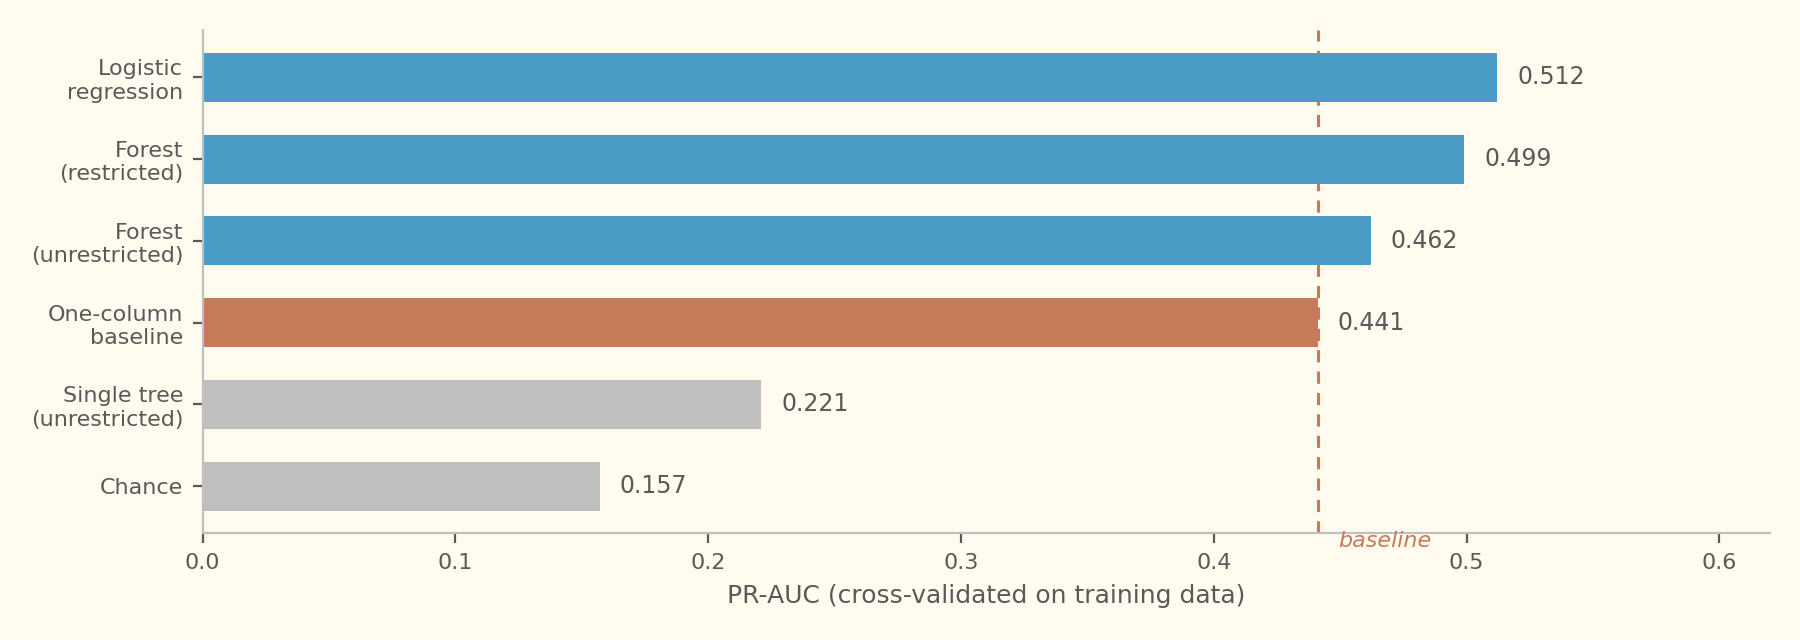 Logistic
regression
0.512
Forest
(restricted)
0.499
Forest
(unrestricted)
0.462
One-column
baseline
0.441
Single tree
(unrestricted)
0.221
Chance
0.157
baseline
0.0 0.1 0.2 0.3 0.4 0.5 0.6
PR-AUC (cross-validated on training data)